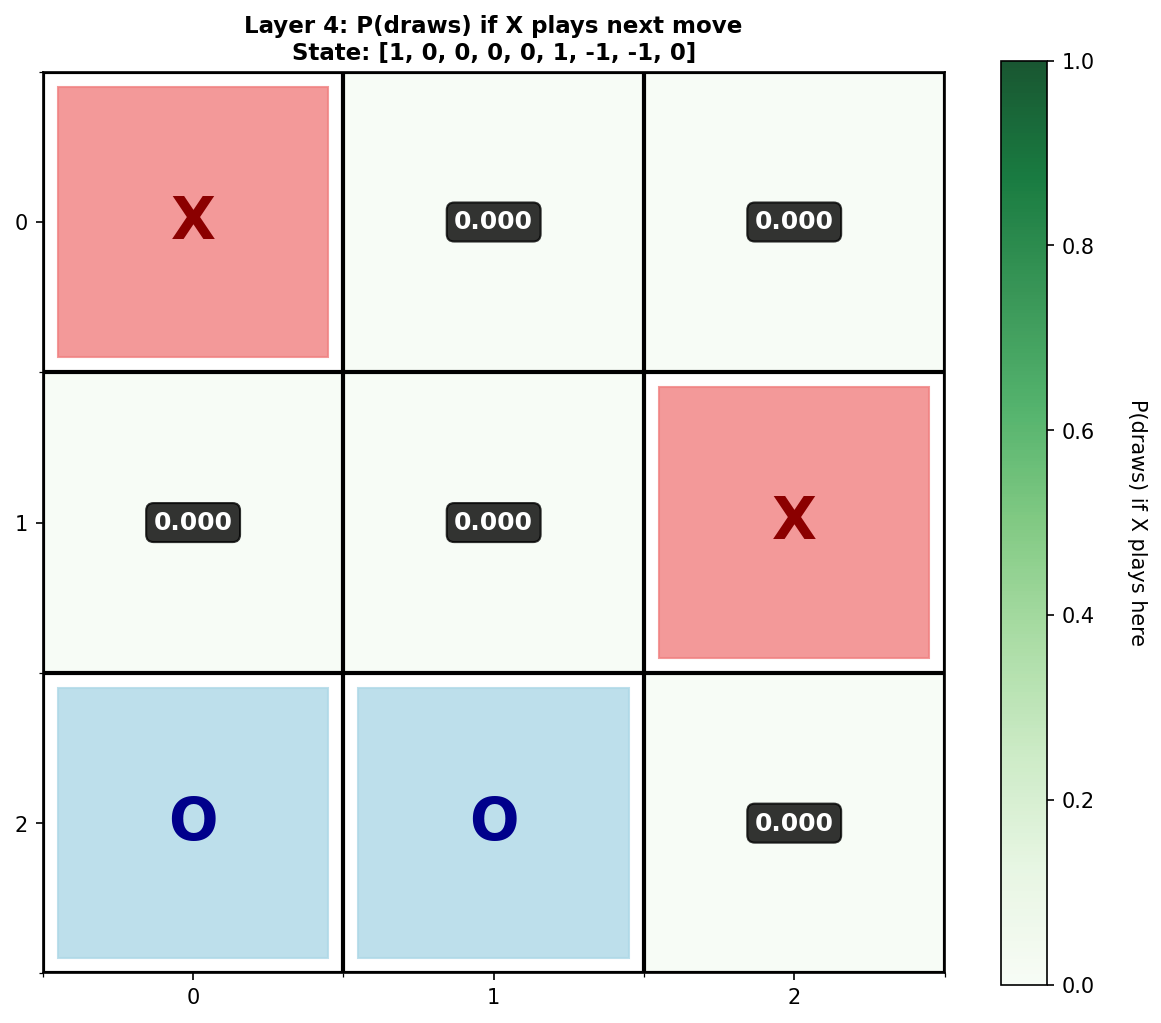 Layer 4: P(draws) if X plays next move
State: [1, 0, 0, 0, 0, 1, -1, -1, 0]
0
X
0.000
0.000
1
0.000
0.000
X
2
O
O
0.000
0
1
2
1.0
0.8
0.6
0.4
0.2
0.0
P(draws) if X plays here